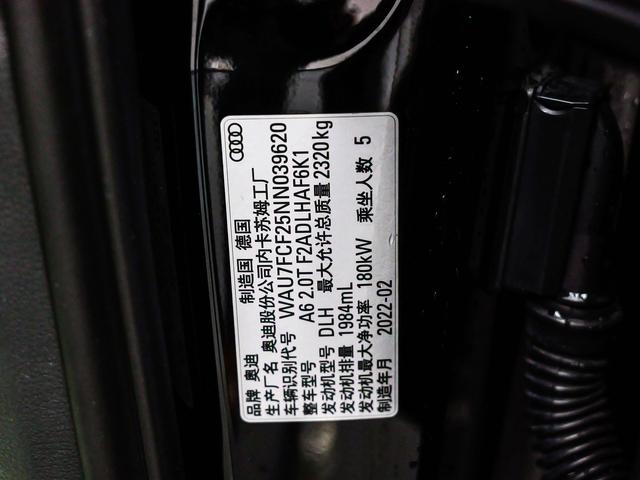 品牌 奥迪 制造国 德国
生产厂名 奥迪股份公司内卡苏姆工厂
车辆识别代号 WAU7FCF25NN039620
整车型号 A6 2.0T F2ADLHAF6K1
发动机型号 DLH 最大允许总质量 2320kg
发动机排量 1984mL
发动机最大净功率 180kW 乘坐人数 5
制造年月 2022-02